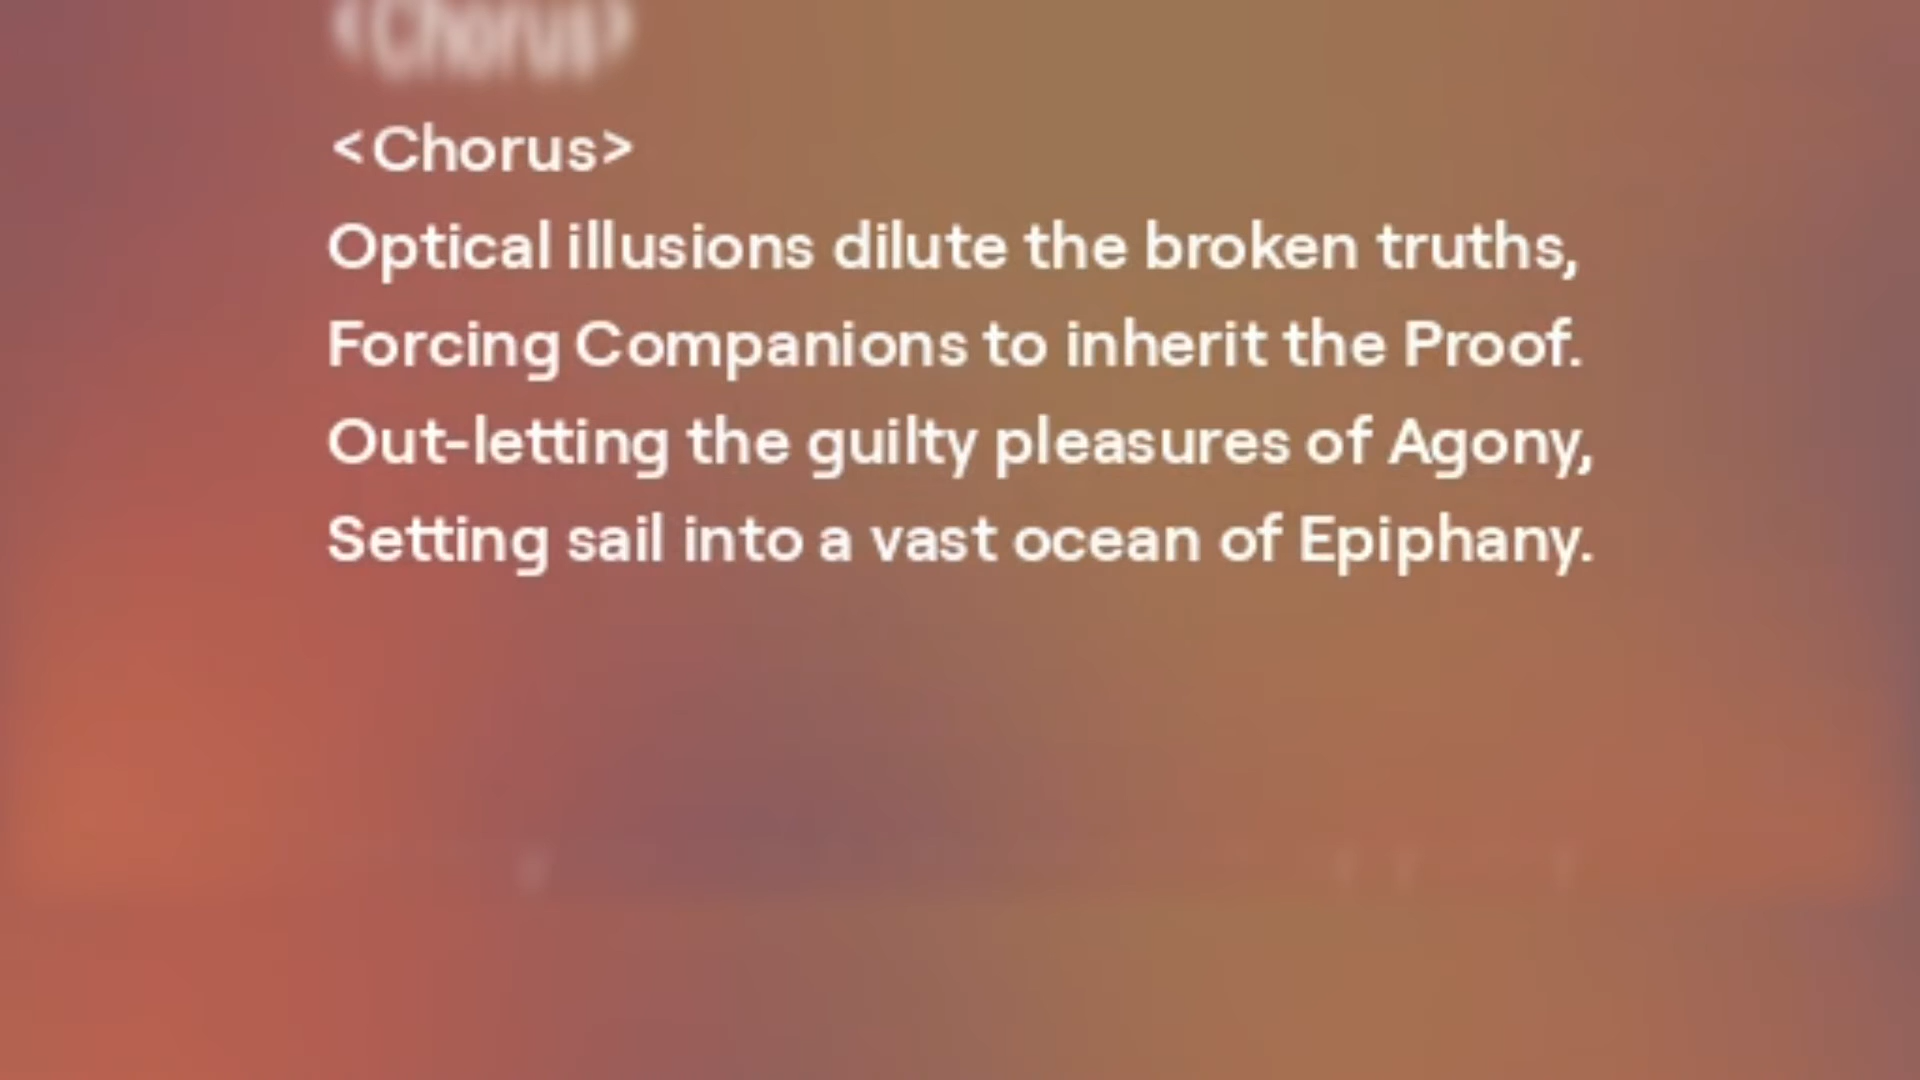 <Chorus>
<Chorus>
Optical illusions dilute the broken truths,
Forcing Companions to inherit the Proof.
Out-letting the guilty pleasures of Agony,
Setting sail into a vast ocean of Epiphany.